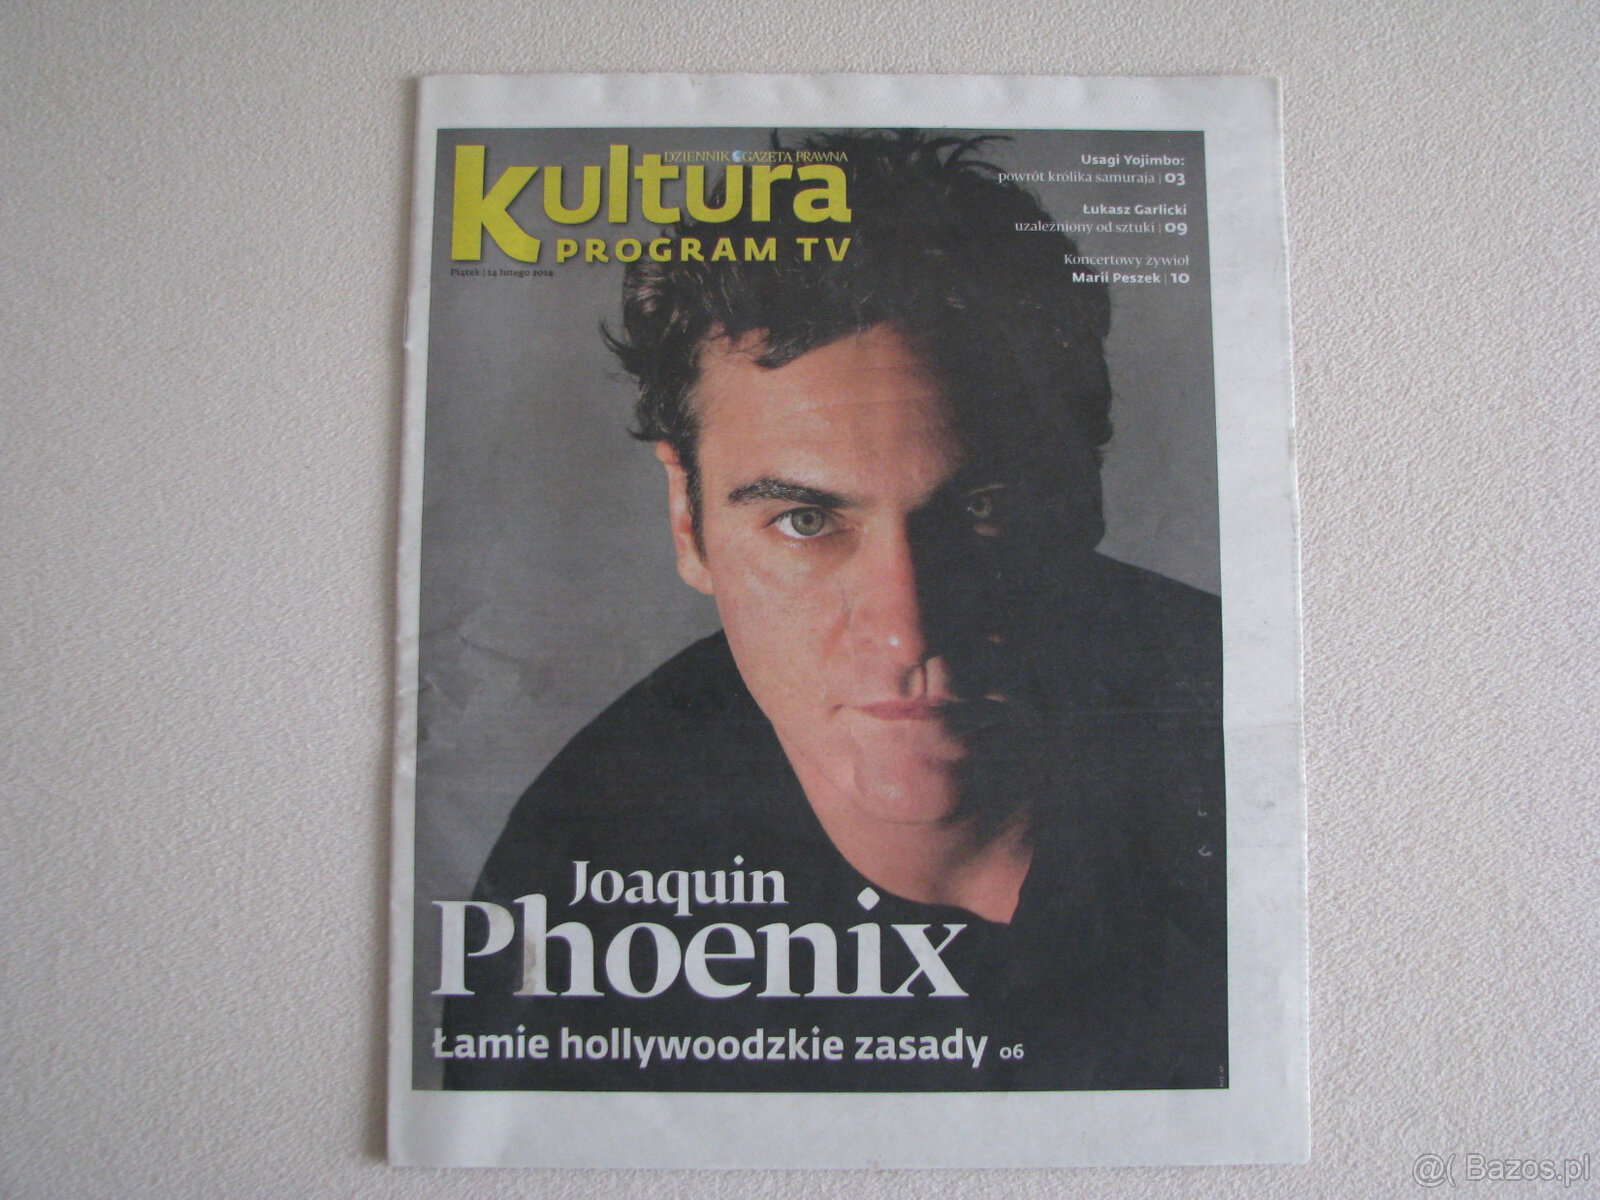 DZIENNIK GAZETA PRAWNA
kultura
PROGRAM TV
Piątek | 14 lutego 2014
Usagi Yojimbo:
powrót królika samuraja | 03
Łukasz Garlicki
uzależniony od sztuki | 09
Koncertowy żywioł
Marii Peszek | 10
Joaquin
Phoenix
Łamie hollywoodzkie zasady 06
@( Bazos.pl